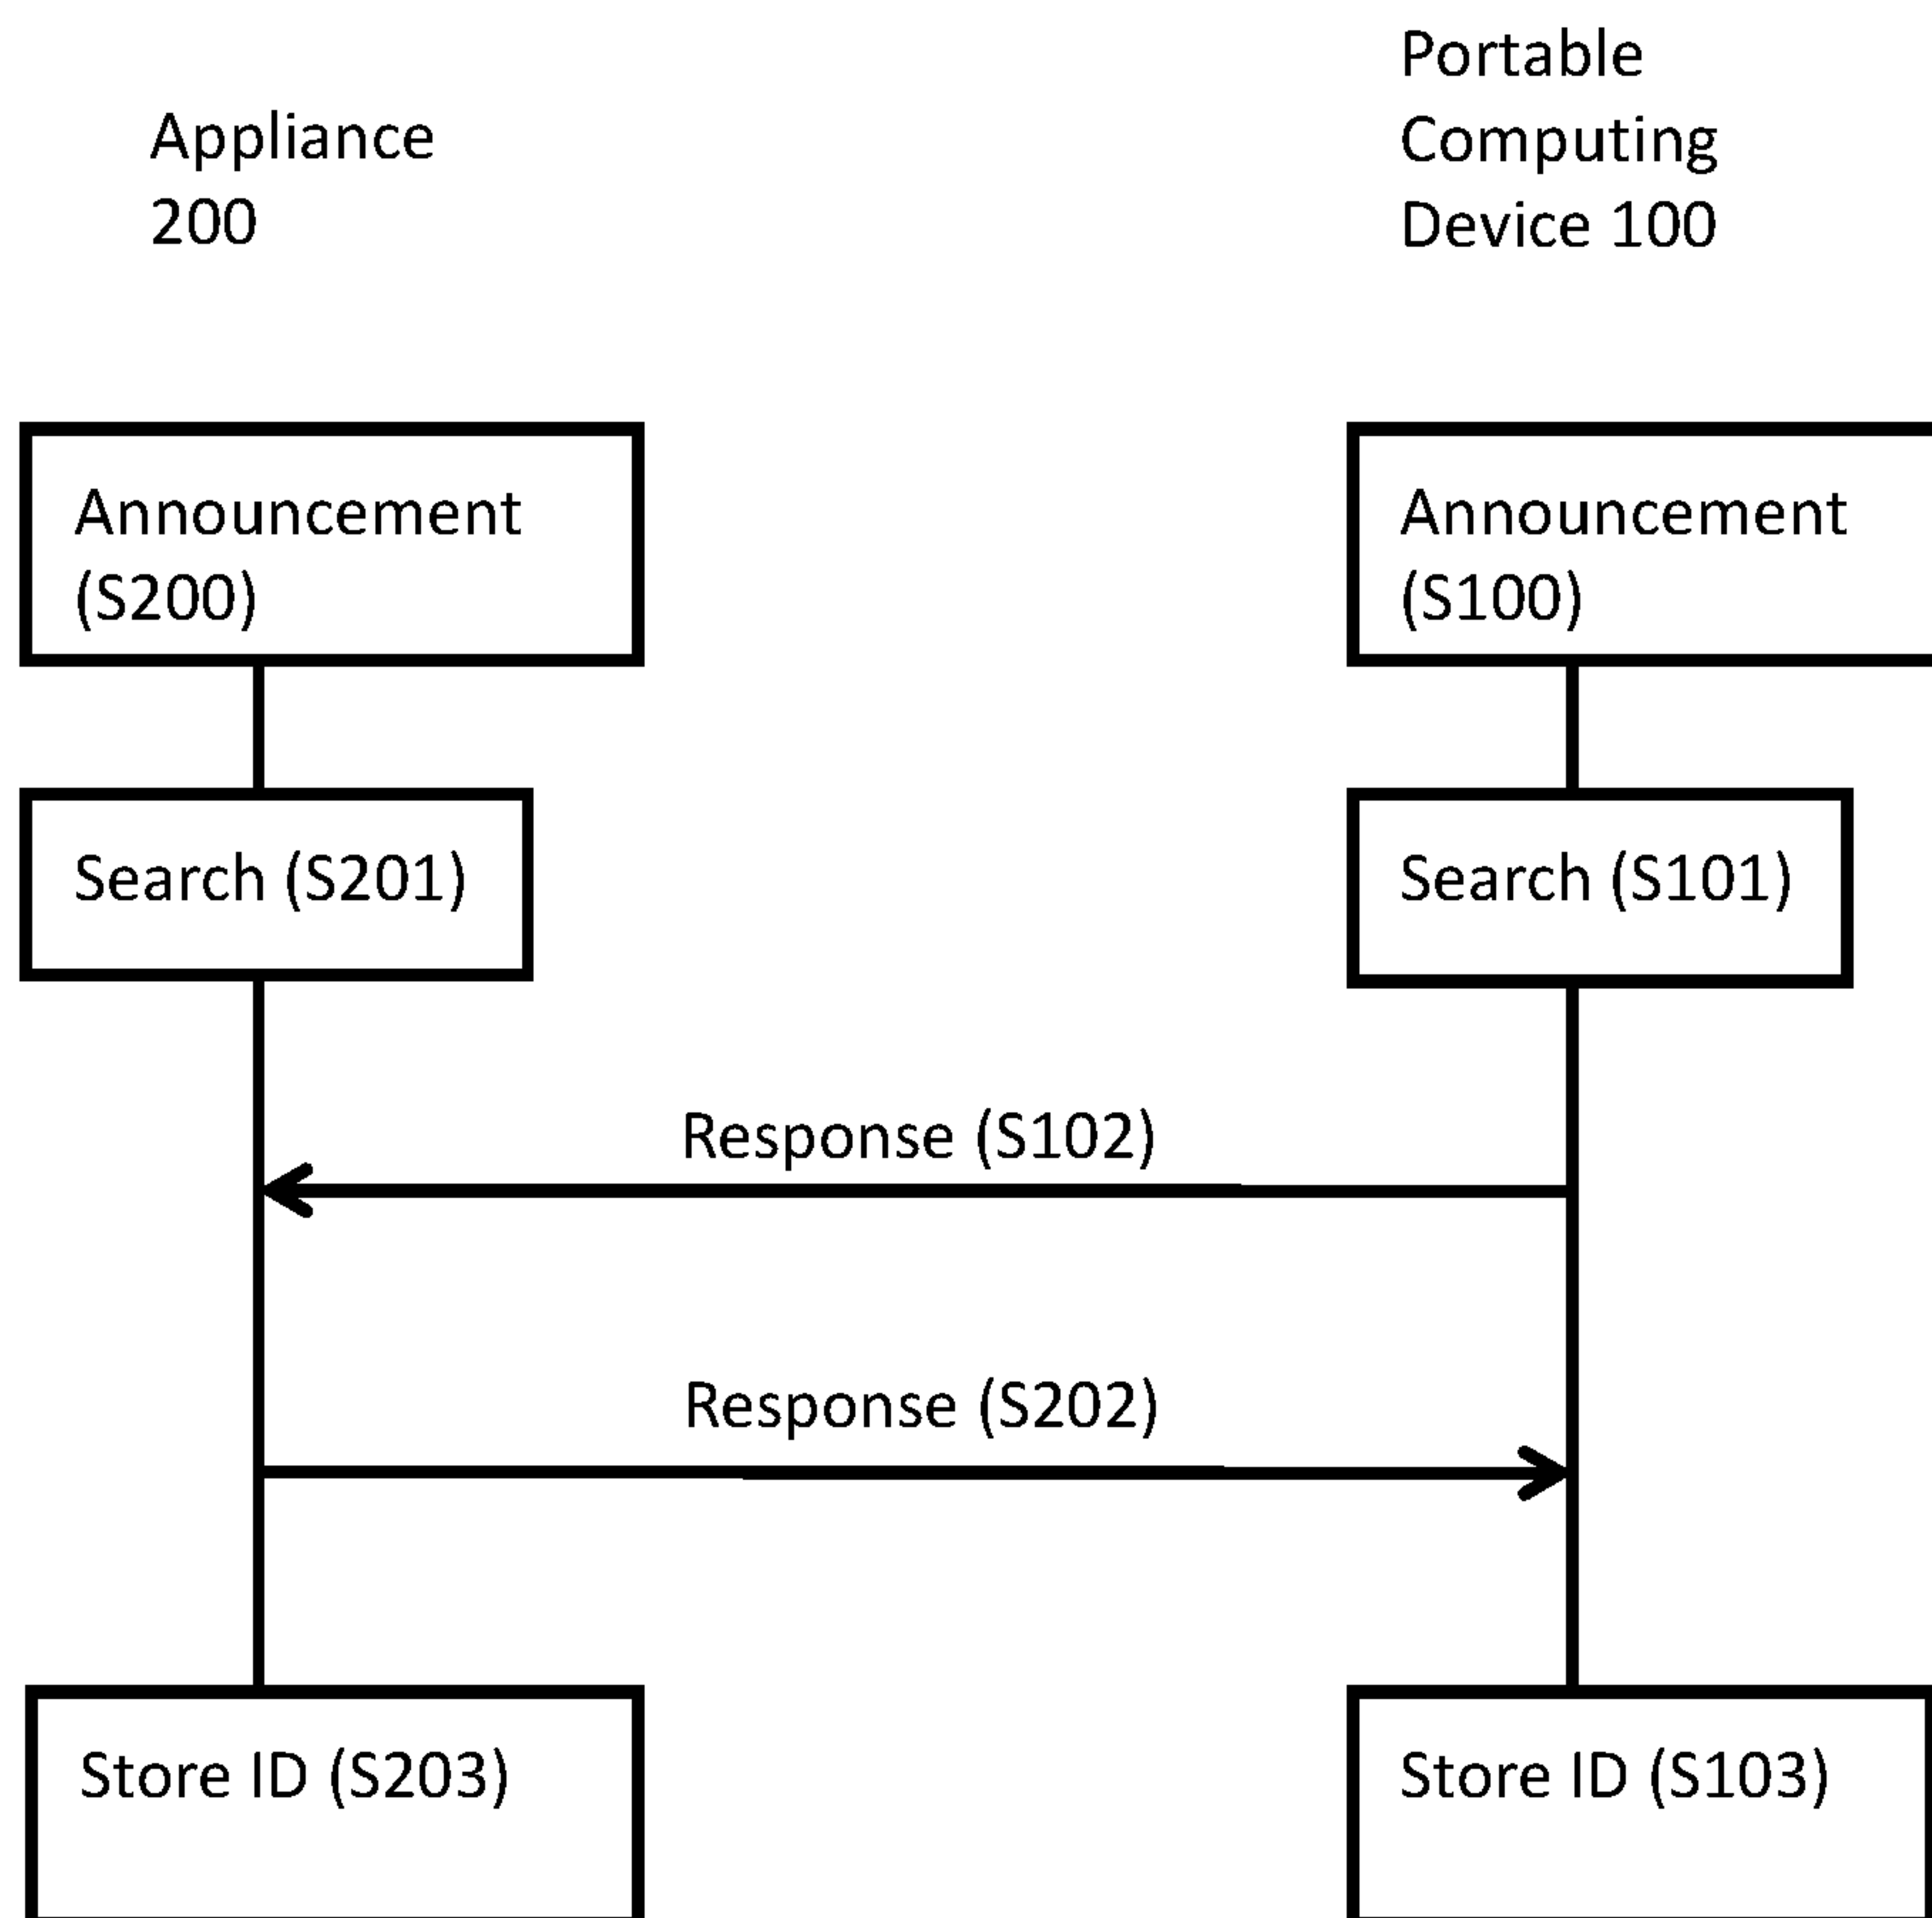 Appliance
200
Portable
Computing
Device 100
Announcement
(S200)
Announcement
(S100)
Search (S201)
Search (S101)
Response (S102)
Response (S202)
Store ID (S203)
Store ID (S103)